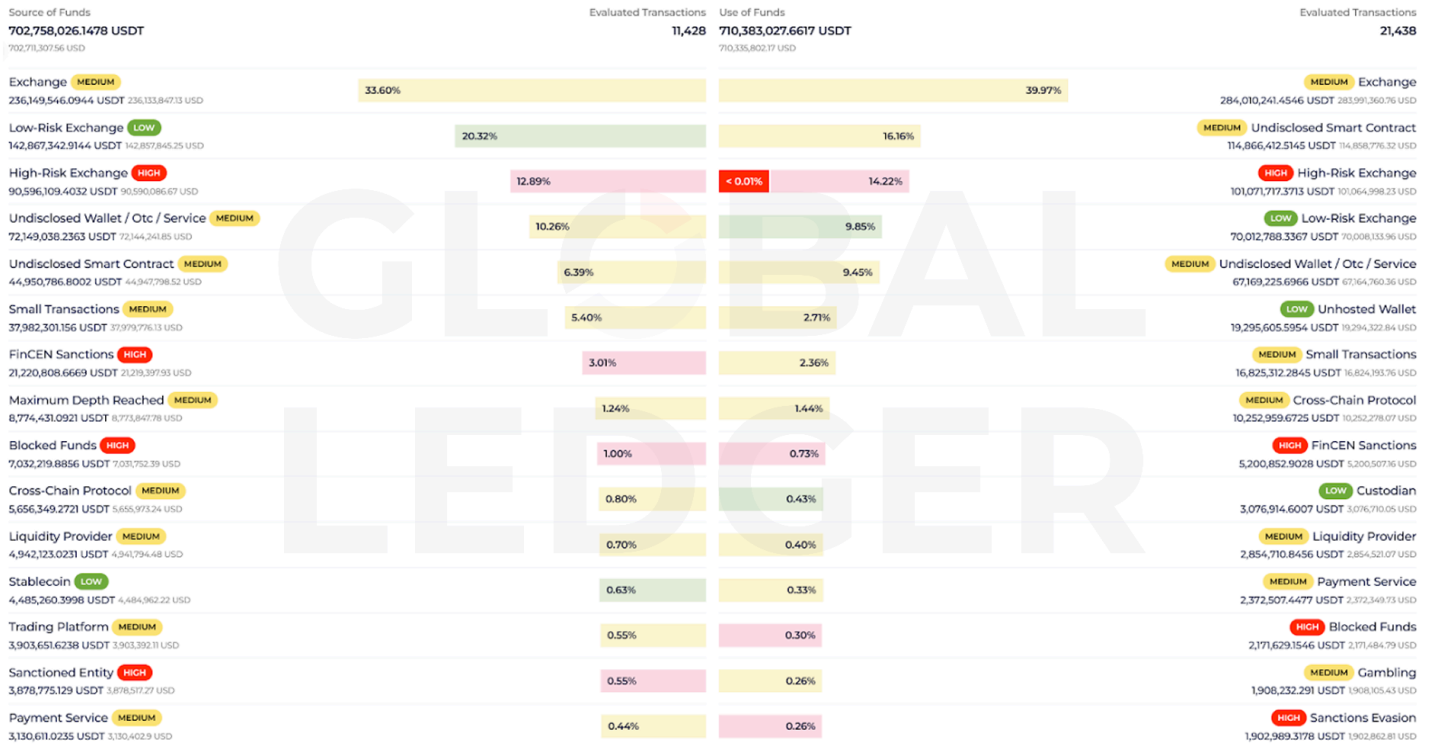 Source of Funds
Evaluated Transactions
702,758,026.1478 USDT
11,428
702,711,307.56 USD
Exchange MEDIUM
33.60%
236,149,546.0944 USDT 236,133,847.13 USD
Low-Risk Exchange LOW
20.32%
142,867,342.9144 USDT 142,857,845.25 USD
High-Risk Exchange HIGH
12.89%
90,596,109.4032 USDT 90,590,086.67 USD
Undisclosed Wallet / Otc / Service MEDIUM
10.26%
72,149,038.2363 USDT 72,144,241.85 USD
Undisclosed Smart Contract MEDIUM
6.39%
44,950,786.8002 USDT 44,947,798.52 USD
Small Transactions MEDIUM
5.40%
37,982,301.156 USDT 37,979,776.13 USD
FinCEN Sanctions HIGH
3.01%
21,220,808.6669 USDT 21,219,397.93 USD
Maximum Depth Reached MEDIUM
1.24%
8,774,431.0921 USDT 8,773,847.78 USD
Blocked Funds HIGH
1.00%
7,032,219.8856 USDT 7,031,752.39 USD
Cross-Chain Protocol MEDIUM
0.80%
5,656,349.2721 USDT 5,655,973.24 USD
Liquidity Provider MEDIUM
0.70%
4,942,123.0231 USDT 4,941,794.48 USD
Stablecoin LOW
0.63%
4,485,260.3998 USDT 4,484,962.22 USD
Trading Platform MEDIUM
0.55%
3,903,651.6238 USDT 3,903,392.11 USD
Sanctioned Entity HIGH
0.55%
3,878,775.129 USDT 3,878,517.27 USD
Payment Service MEDIUM
0.44%
3,130,611.0235 USDT 3,130,402.9 USD
Use of Funds
Evaluated Transactions
710,383,027.6617 USDT
21,438
710,335,802.17 USD
39.97%
MEDIUM Exchange
284,010,241.4546 USDT 283,991,360.76 USD
16.16%
MEDIUM Undisclosed Smart Contract
114,866,412.5145 USDT 114,858,776.32 USD
< 0.01%
14.22%
HIGH High-Risk Exchange
101,071,717.3713 USDT 101,064,998.23 USD
9.85%
LOW Low-Risk Exchange
70,012,788.3367 USDT 70,008,133.96 USD
9.45%
MEDIUM Undisclosed Wallet / Otc / Service
67,169,225.6966 USDT 67,164,760.36 USD
2.71%
LOW Unhosted Wallet
19,295,605.5954 USDT 19,294,322.84 USD
2.36%
MEDIUM Small Transactions
16,825,312.2845 USDT 16,824,193.76 USD
1.44%
MEDIUM Cross-Chain Protocol
10,252,959.6725 USDT 10,252,278.07 USD
0.73%
HIGH FinCEN Sanctions
5,200,852.9028 USDT 5,200,507.16 USD
0.43%
LOW Custodian
3,076,914.6007 USDT 3,076,710.05 USD
0.40%
MEDIUM Liquidity Provider
2,854,710.8456 USDT 2,854,521.07 USD
0.33%
MEDIUM Payment Service
2,372,507.4477 USDT 2,372,349.73 USD
0.30%
HIGH Blocked Funds
2,171,629.1546 USDT 2,171,484.79 USD
0.26%
MEDIUM Gambling
1,908,232.291 USDT 1,908,105.43 USD
0.26%
HIGH Sanctions Evasion
1,902,989.3178 USDT 1,902,862.81 USD
GLOBAL
LEDGER